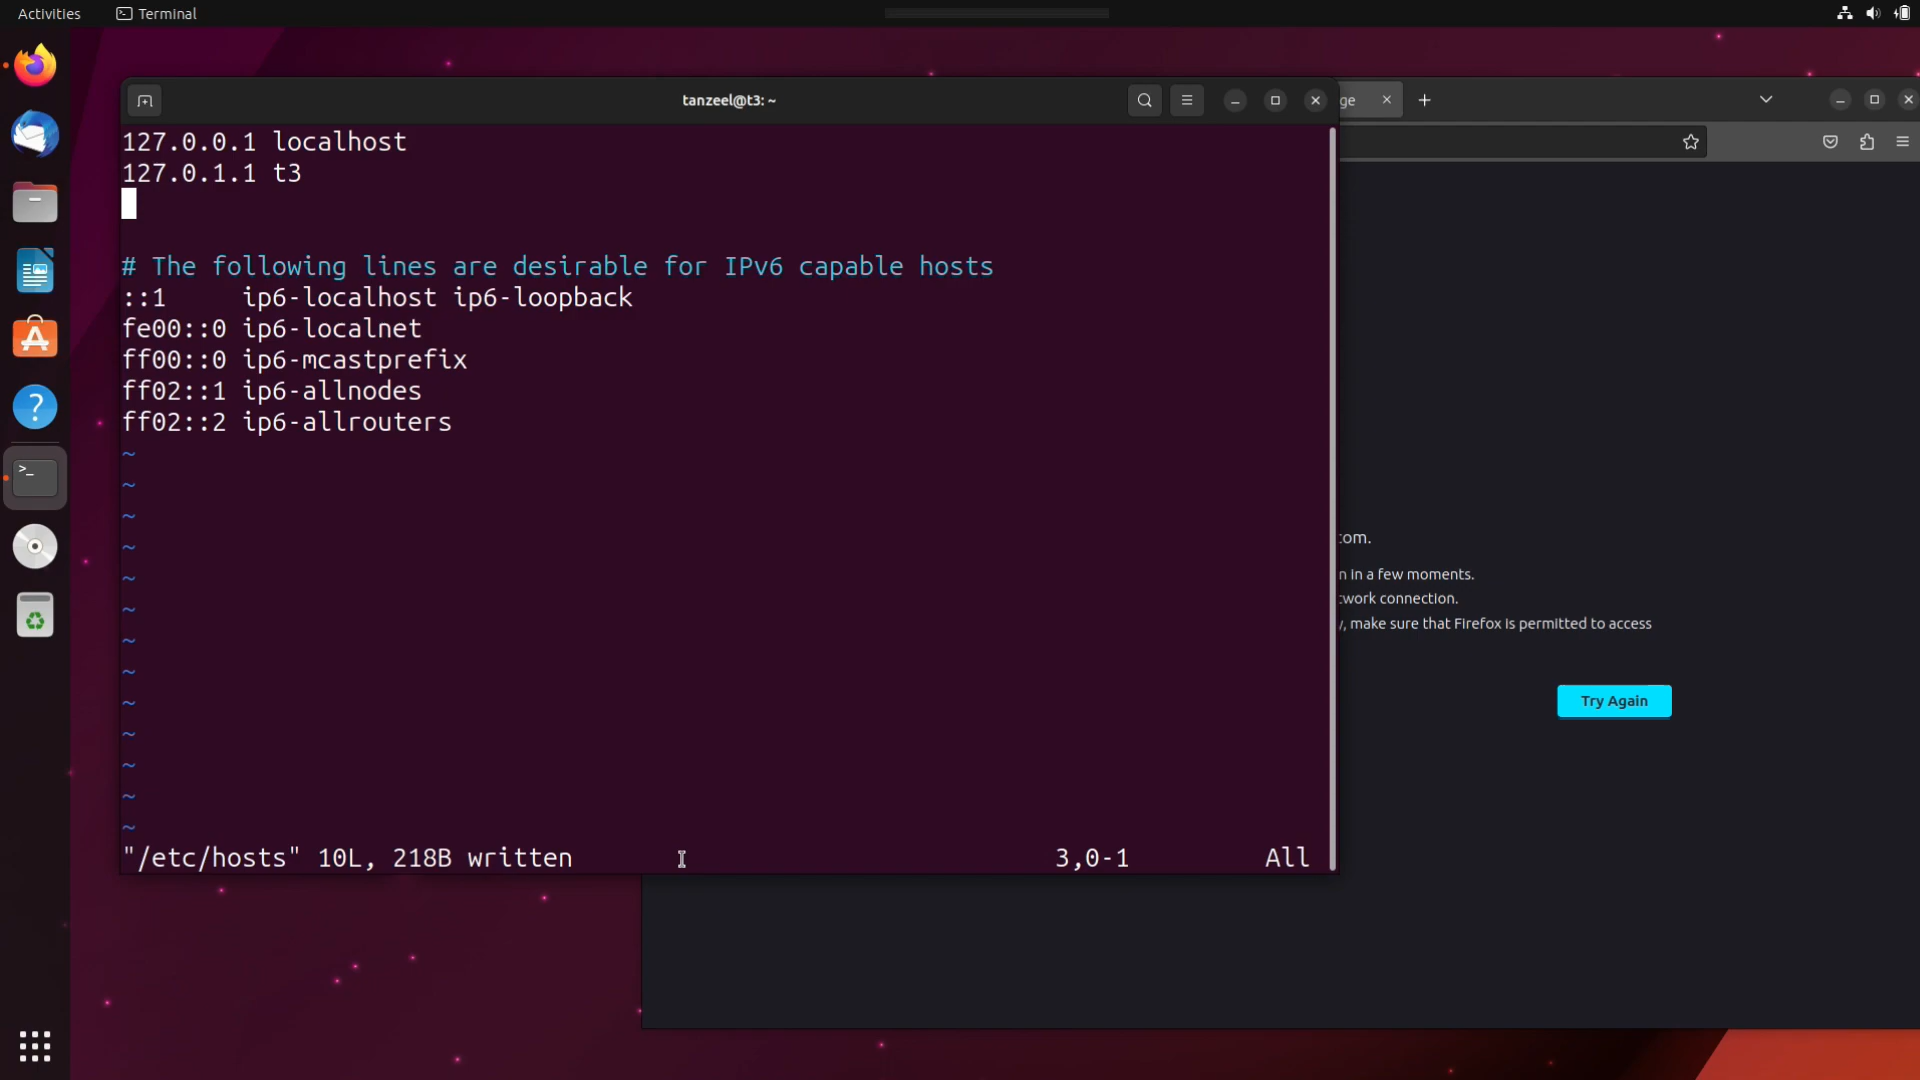 Activities Terminal
tanzeel@t3: ~
127.0.0.1 localhost
127.0.1.1 t3
# The following lines are desirable for IPv6 capable hosts
::1     ip6-localhost ip6-loopback
fe00::0 ip6-localnet
ff00::0 ip6-mcastprefix
ff02::1 ip6-allnodes
ff02::2 ip6-allrouters
~
~
~
~
~
~
~
~
~
~
~
~
~
"/etc/hosts" 10L, 218B written 3,0-1 All
ge
com.
n in a few moments.
twork connection.
y, make sure that Firefox is permitted to access
Try Again